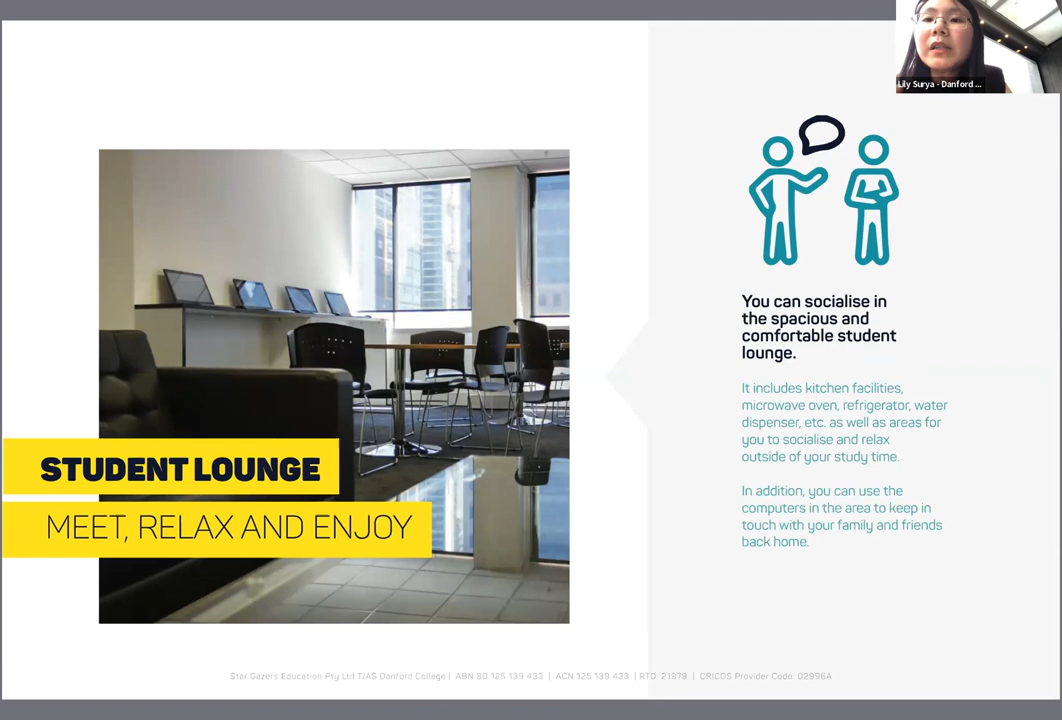 Lily Surya - Danford ...
You can socialise in
the spacious and
comfortable student
lounge.
It includes kitchen facilities,
microwave oven, refrigerator, water
dispenser, etc. as well as areas for
you to socialise and relax
outside of your study time.
In addition, you can use the
computers in the area to keep in
touch with your family and friends
back home.
STUDENT LOUNGE
MEET, RELAX AND ENJOY
Star Gazers Education Pty Ltd T/AS Danford College | ABN 80 125 139 433 | ACN 125 139 433 | RTO: 21979 | CRICOS Provider Code: 02996A